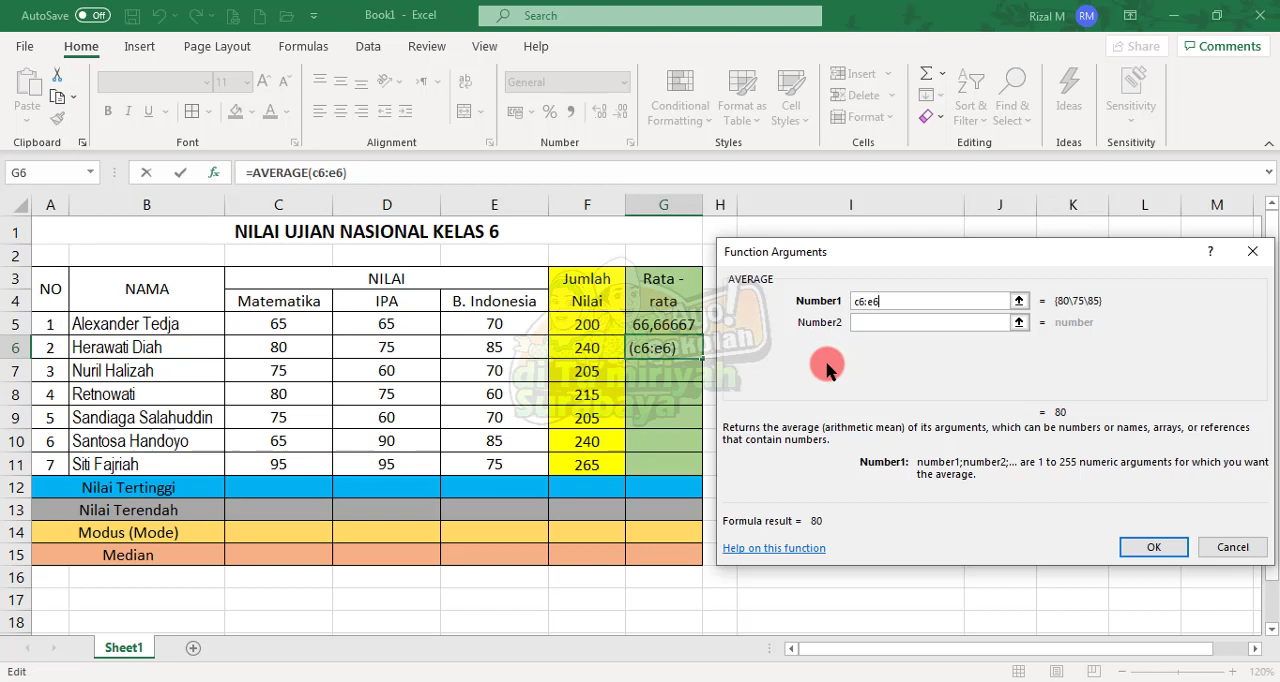 AutoSave Off
Book1 - Excel
Search
Rizal M RM
File Home Insert Page Layout Formulas Data Review View Help
Share Comments
Paste
11
B I U
General
Conditional Formatting
Format as Table
Cell Styles
Insert
Delete
Format
Sort & Filter
Find & Select
Ideas
Sensitivity
Clipboard Font Alignment Number Styles Cells Editing Ideas Sensitivity
G6 fx =AVERAGE(c6:e6)
A B C D E F G H I J K L M
1 NILAI UJIAN NASIONAL KELAS 6
2
3 NO NAMA NILAI Jumlah Rata -
4 Matematika IPA B. Indonesia Nilai rata
5 1 Alexander Tedja 65 65 70 200 66,66667
6 2 Herawati Diah 80 75 85 240 (c6:e6)
7 3 Nuril Halizah 75 60 70 205
8 4 Retnowati 80 75 60 215
9 5 Sandiaga Salahuddin 75 60 70 205
10 6 Santosa Handoyo 65 90 85 240
11 7 Siti Fajriah 95 95 75 265
12 Nilai Tertinggi
13 Nilai Terendah
14 Modus (Mode)
15 Median
16
17
18
di Ta'miriyah
Surabaya
Function Arguments ?
AVERAGE
Number1 c6:e6 = {80\75\85}
Number2 = number
= 80
Returns the average (arithmetic mean) of its arguments, which can be numbers or names, arrays, or references
that contain numbers.
Number1: number1;number2;... are 1 to 255 numeric arguments for which you want
the average.
Formula result = 80
Help on this function
OK Cancel
Sheet1
Edit
120%